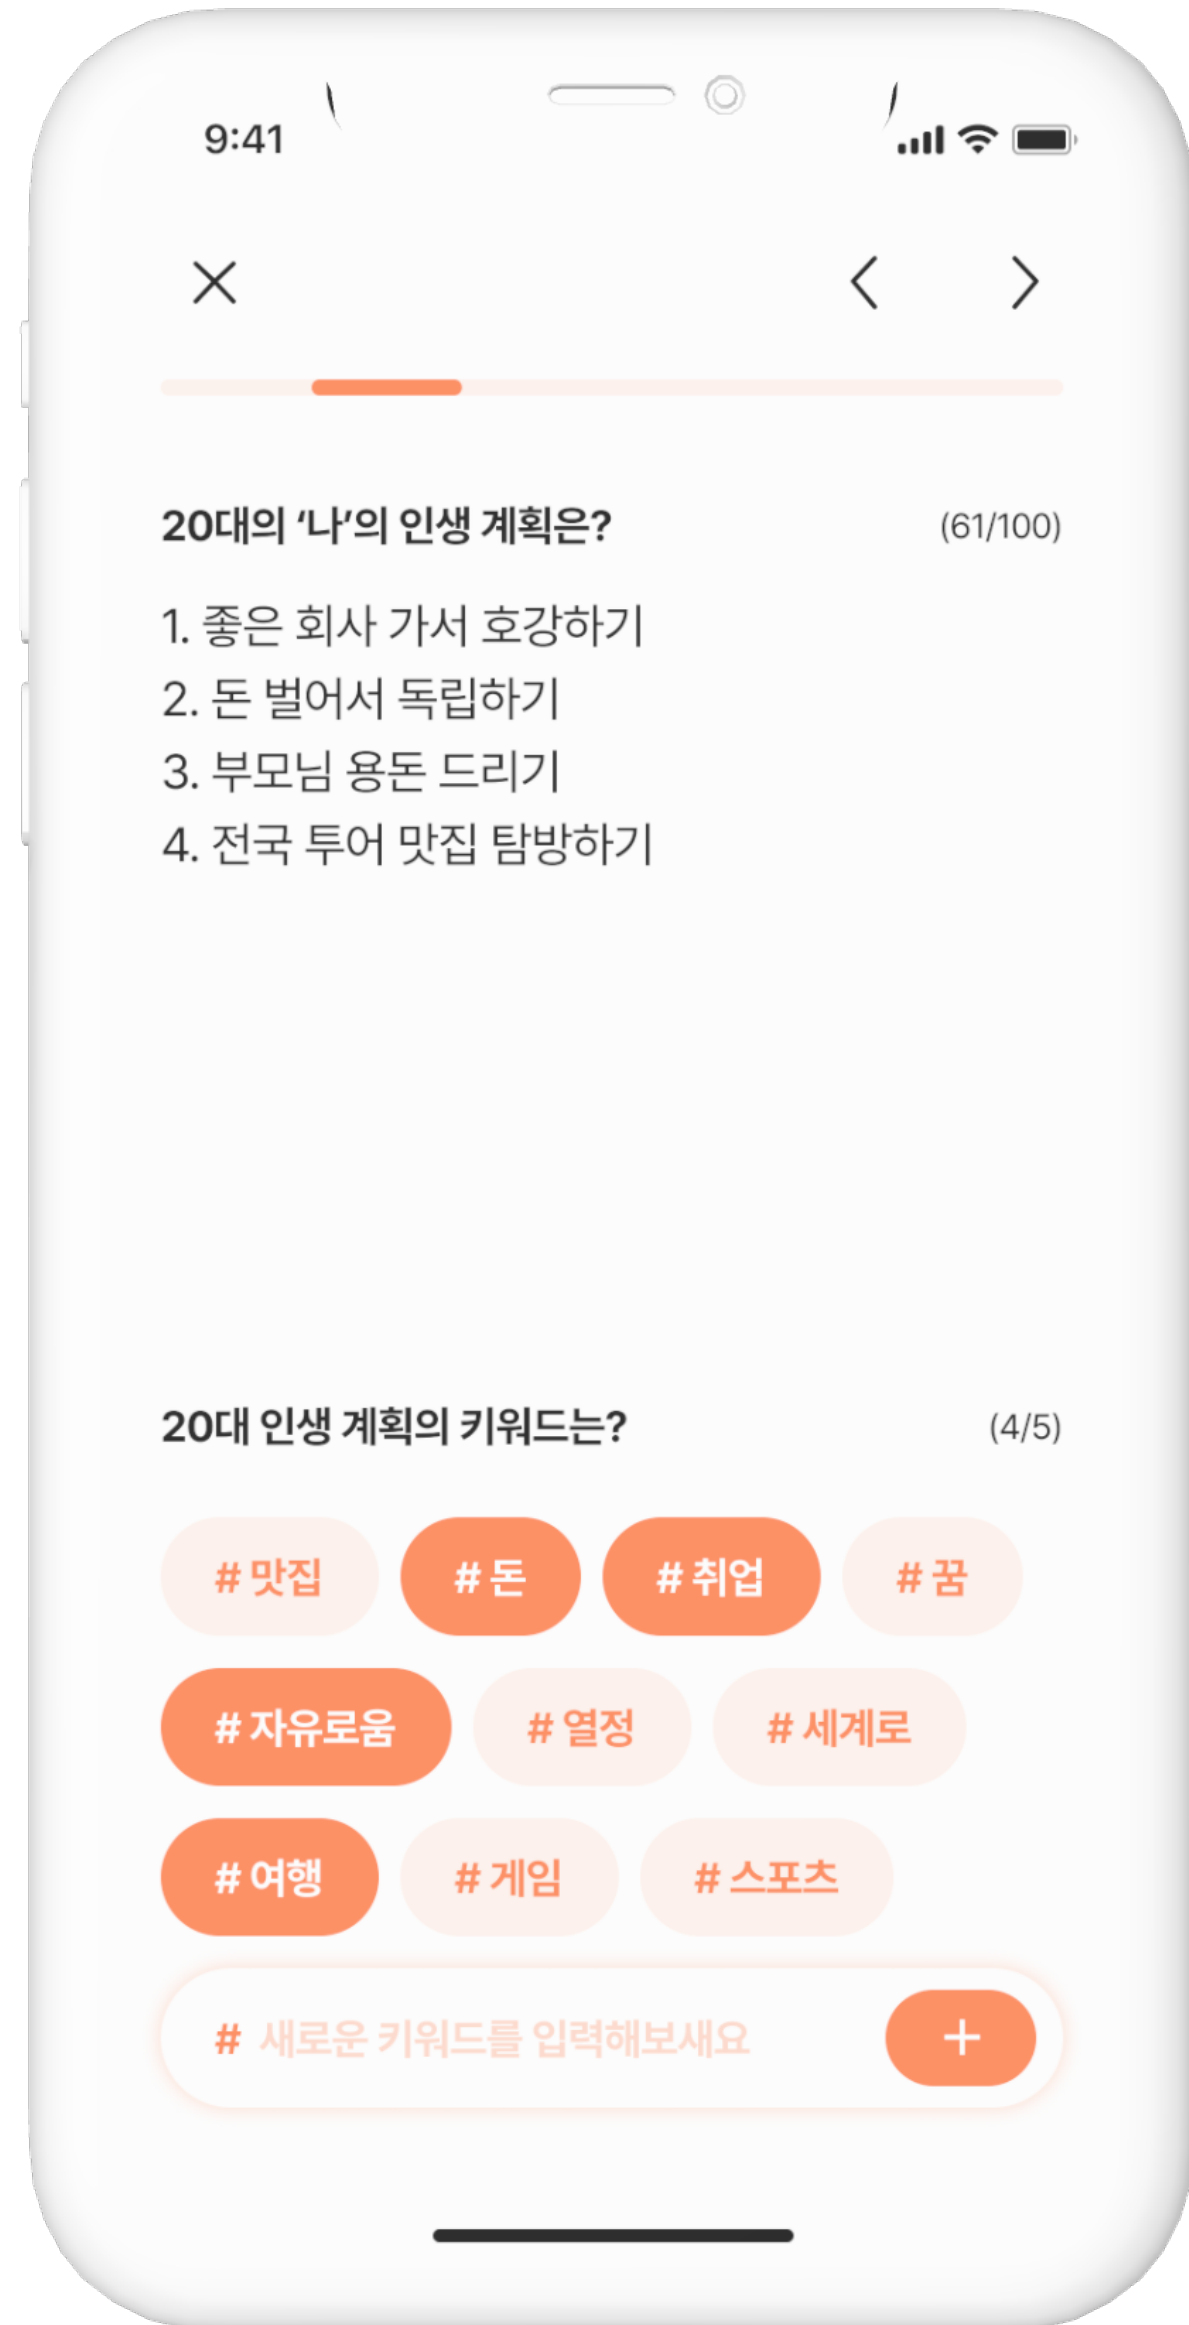 9:41
20대의 ‘나’의 인생 계획은? (61/100)
1. 좋은 회사 가서 호강하기
2. 돈 벌어서 독립하기
3. 부모님 용돈 드리기
4. 전국 투어 맛집 탐방하기
20대 인생 계획의 키워드는? (4/5)
# 맛집 # 돈 # 취업 # 꿈
# 자유로움 # 열정 # 세계로
# 여행 # 게임 # 스포츠
# 새로운 키워드를 입력해보새요 +